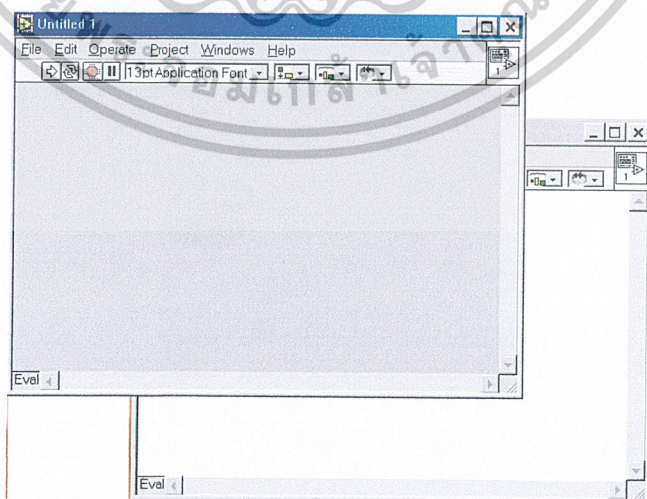 Untitled 1
File Edit Operate Project Windows Help
13pt Application Font
1
1
Eval
Eval